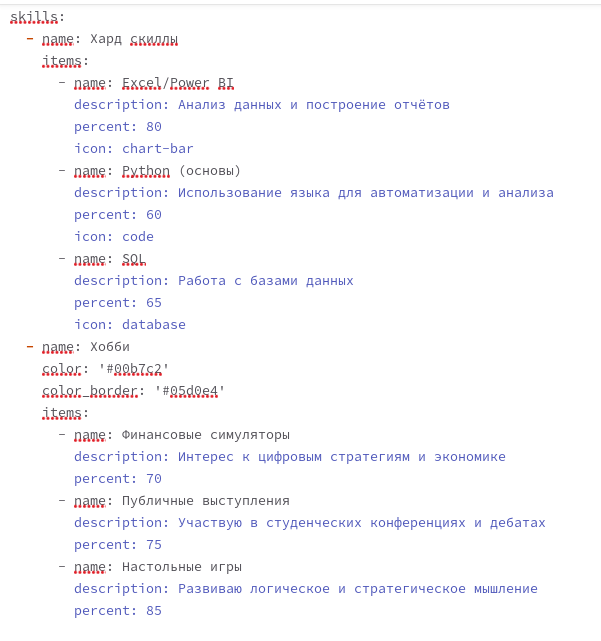 skills:
  - name: Хард скиллы
    items:
      - name: Excel/Power BI
        description: Анализ данных и построение отчётов
        percent: 80
        icon: chart-bar
      - name: Python (основы)
        description: Использование языка для автоматизации и анализа
        percent: 60
        icon: code
      - name: SQL
        description: Работа с базами данных
        percent: 65
        icon: database
  - name: Хобби
    color: '#00b7c2'
    color_border: '#05d0e4'
    items:
      - name: Финансовые симуляторы
        description: Интерес к цифровым стратегиям и экономике
        percent: 70
      - name: Публичные выступления
        description: Участвую в студенческих конференциях и дебатах
        percent: 75
      - name: Настольные игры
        description: Развиваю логическое и стратегическое мышление
        percent: 85